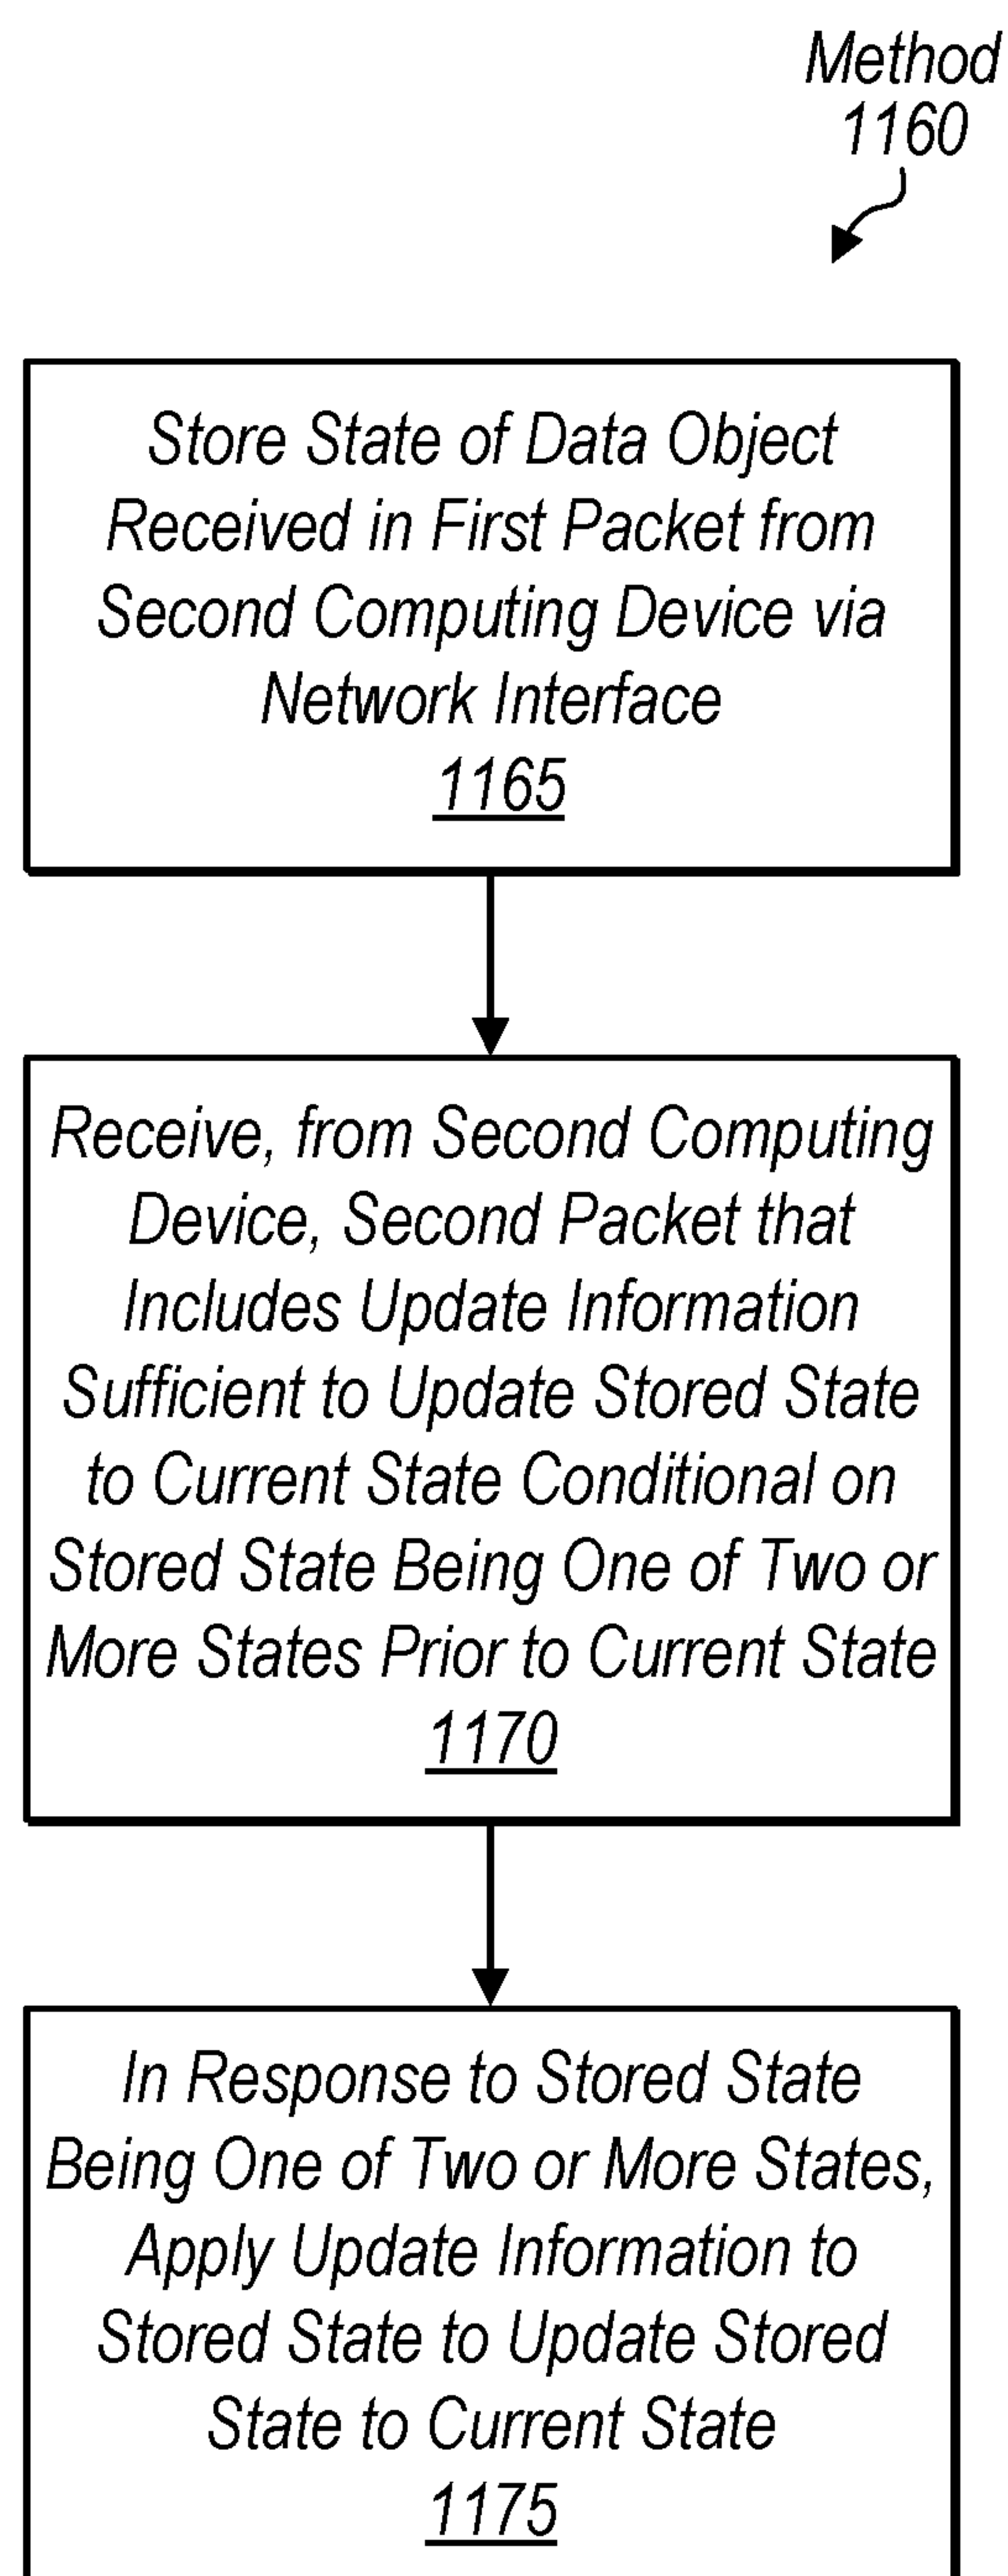 Method
1160
Store State of Data Object
Received in First Packet from
Second Computing Device via
Network Interface
1165
Receive, from Second Computing
Device, Second Packet that
Includes Update Information
Sufficient to Update Stored State
to Current State Conditional on
Stored State Being One of Two or
More States Prior to Current State
1170
In Response to Stored State
Being One of Two or More States,
Apply Update Information to
Stored State to Update Stored
State to Current State
1175